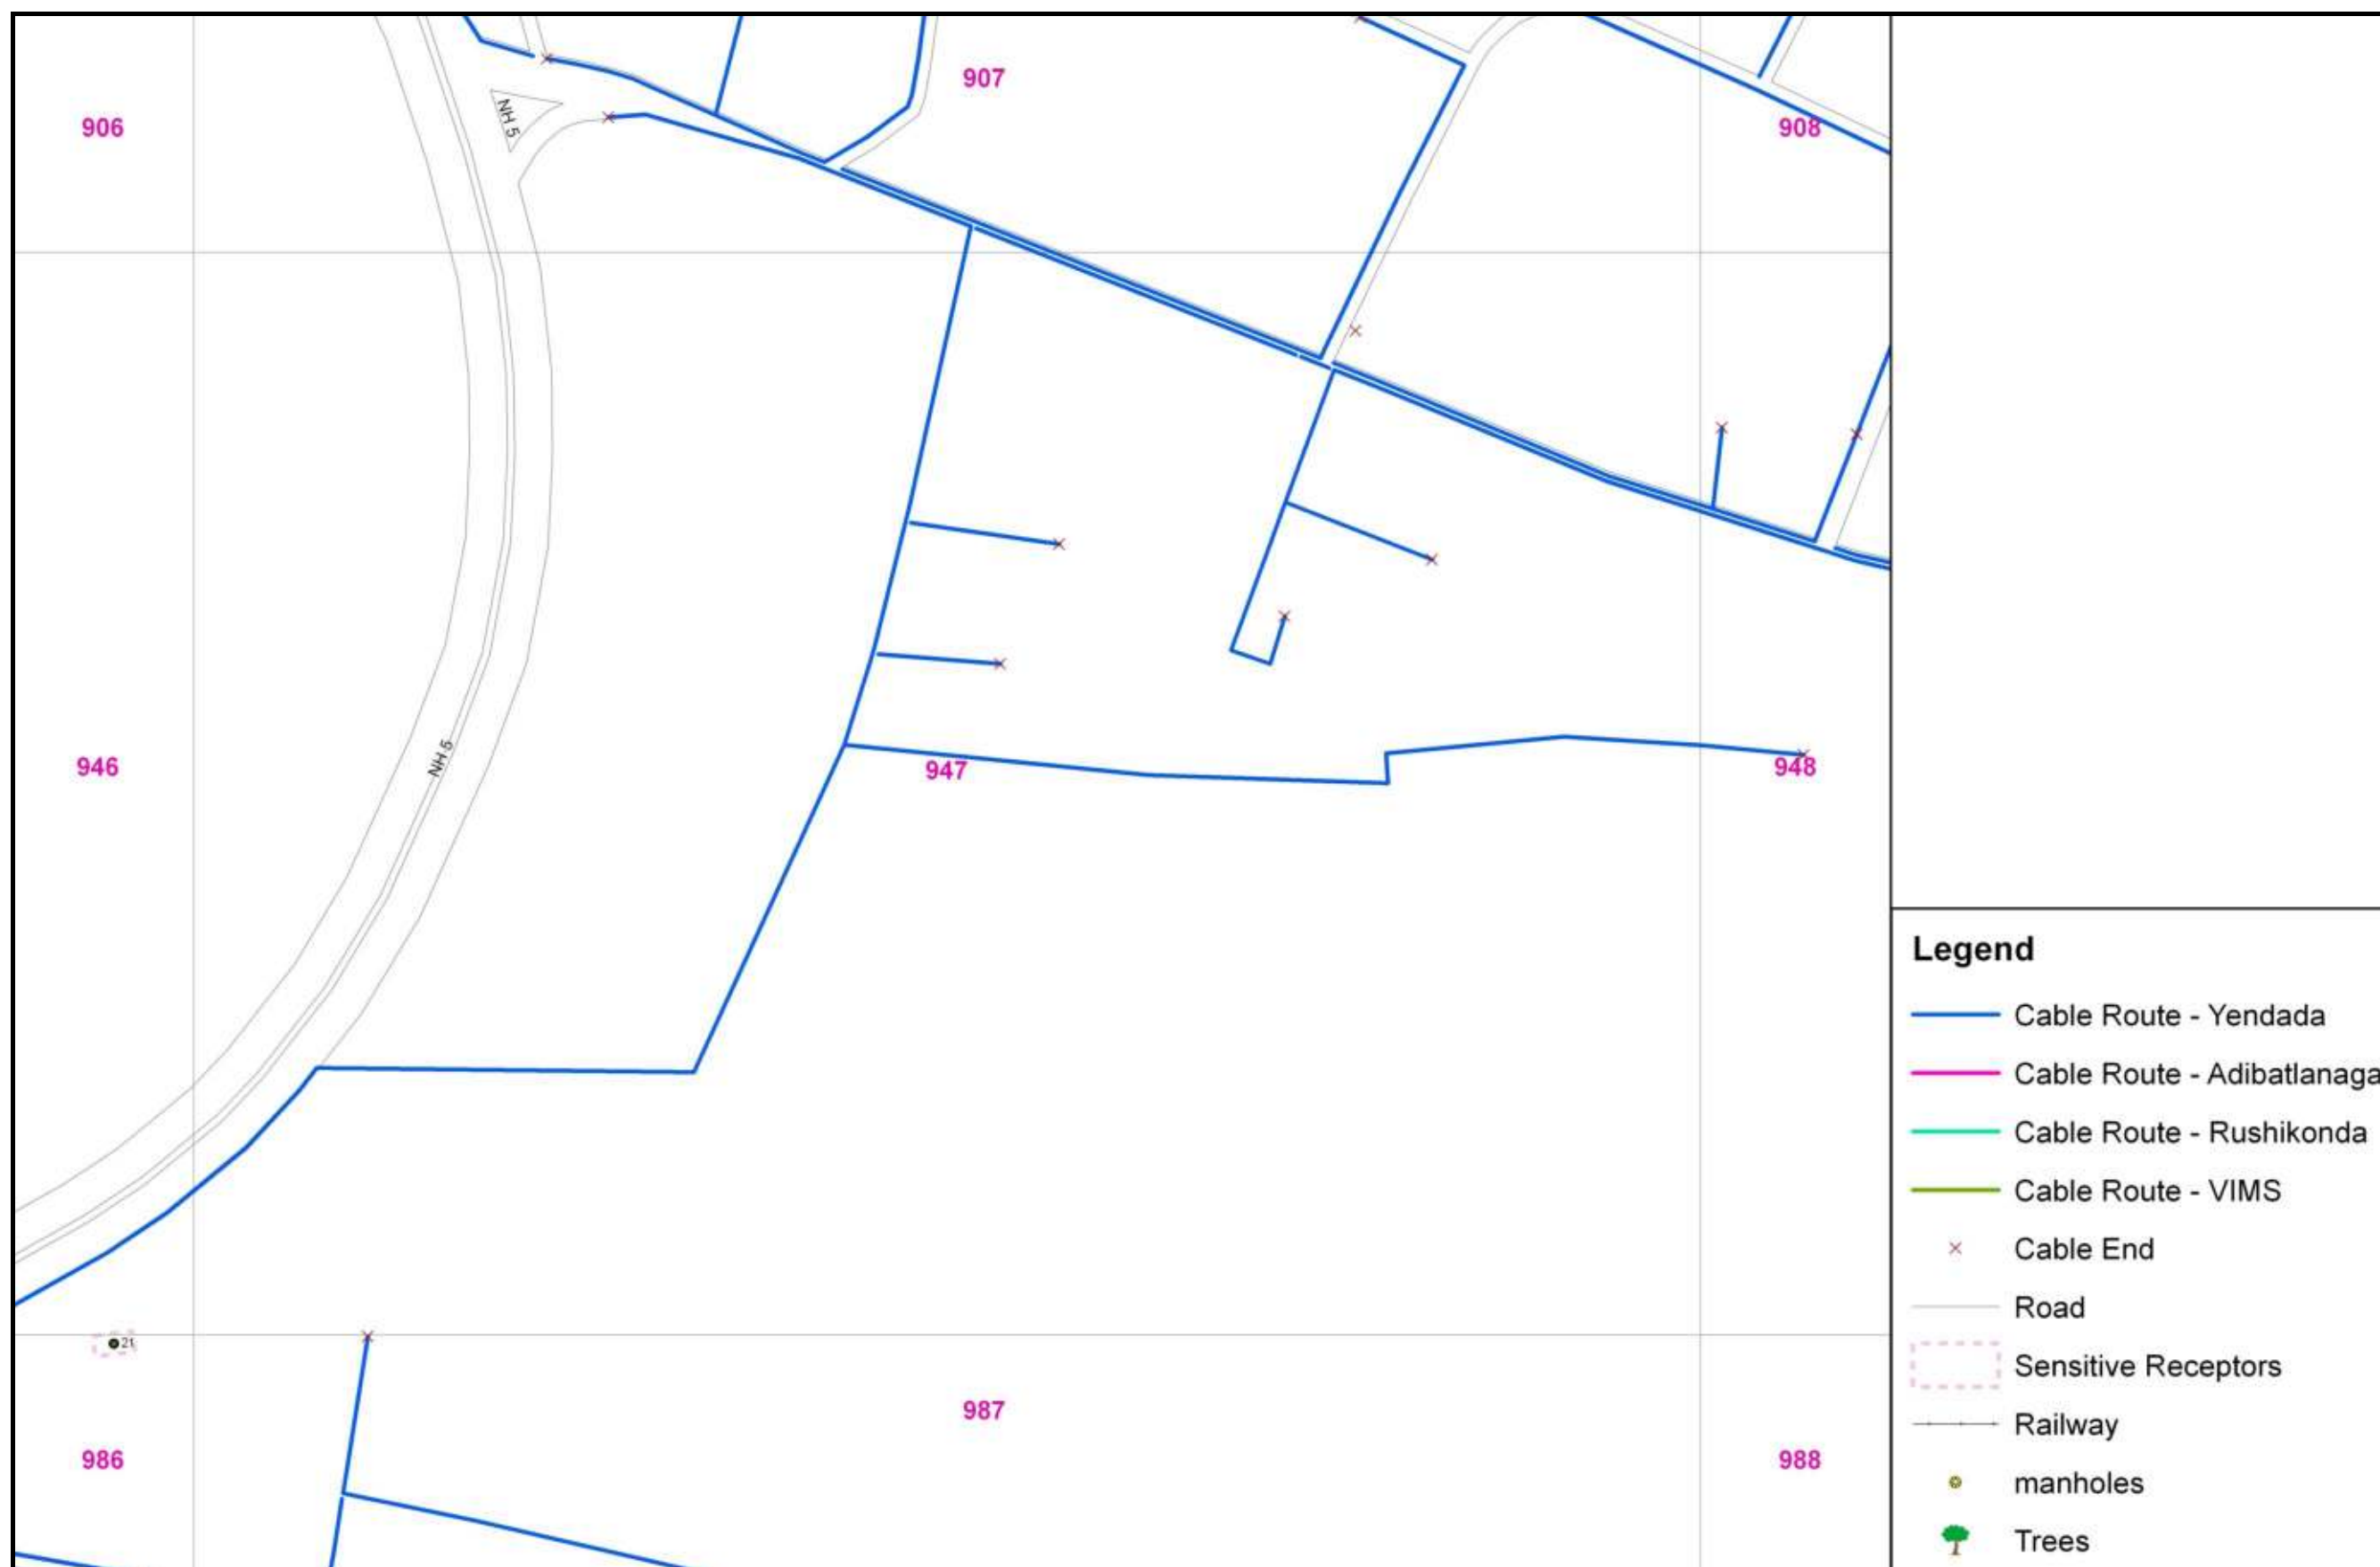 907
906
NH 5
908
946
NH 5
947
948
21
987
986
988
Legend
Cable Route - Yendada
Cable Route - Adibatlanaga
Cable Route - Rushikonda
Cable Route - VIMS
Cable End
Road
Sensitive Receptors
Railway
manholes
Trees